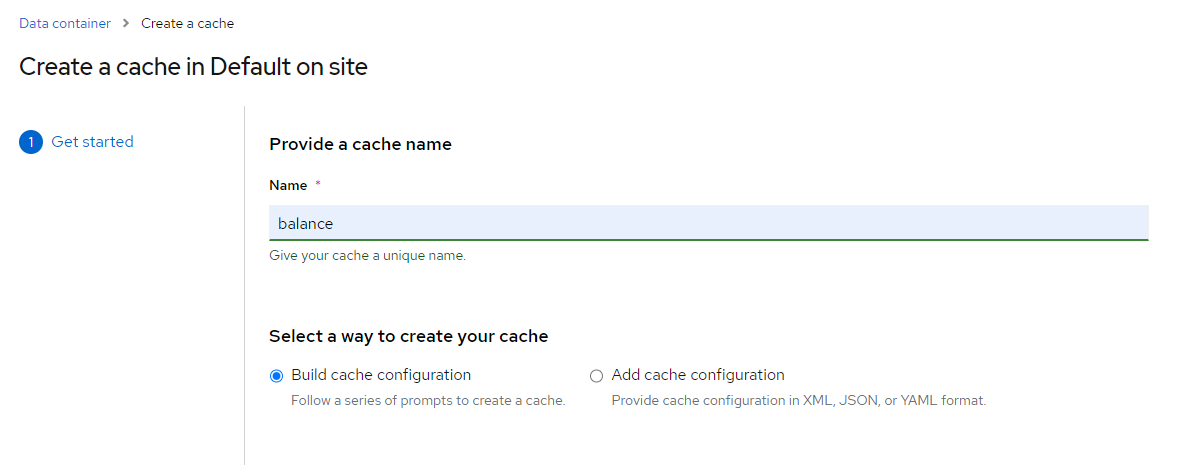 Data container > Create a cache
Create a cache in Default on site
1 Get started
Provide a cache name
Name *
balance
Give your cache a unique name.
Select a way to create your cache
Build cache configuration
Follow a series of prompts to create a cache.
Add cache configuration
Provide cache configuration in XML, JSON, or YAML format.